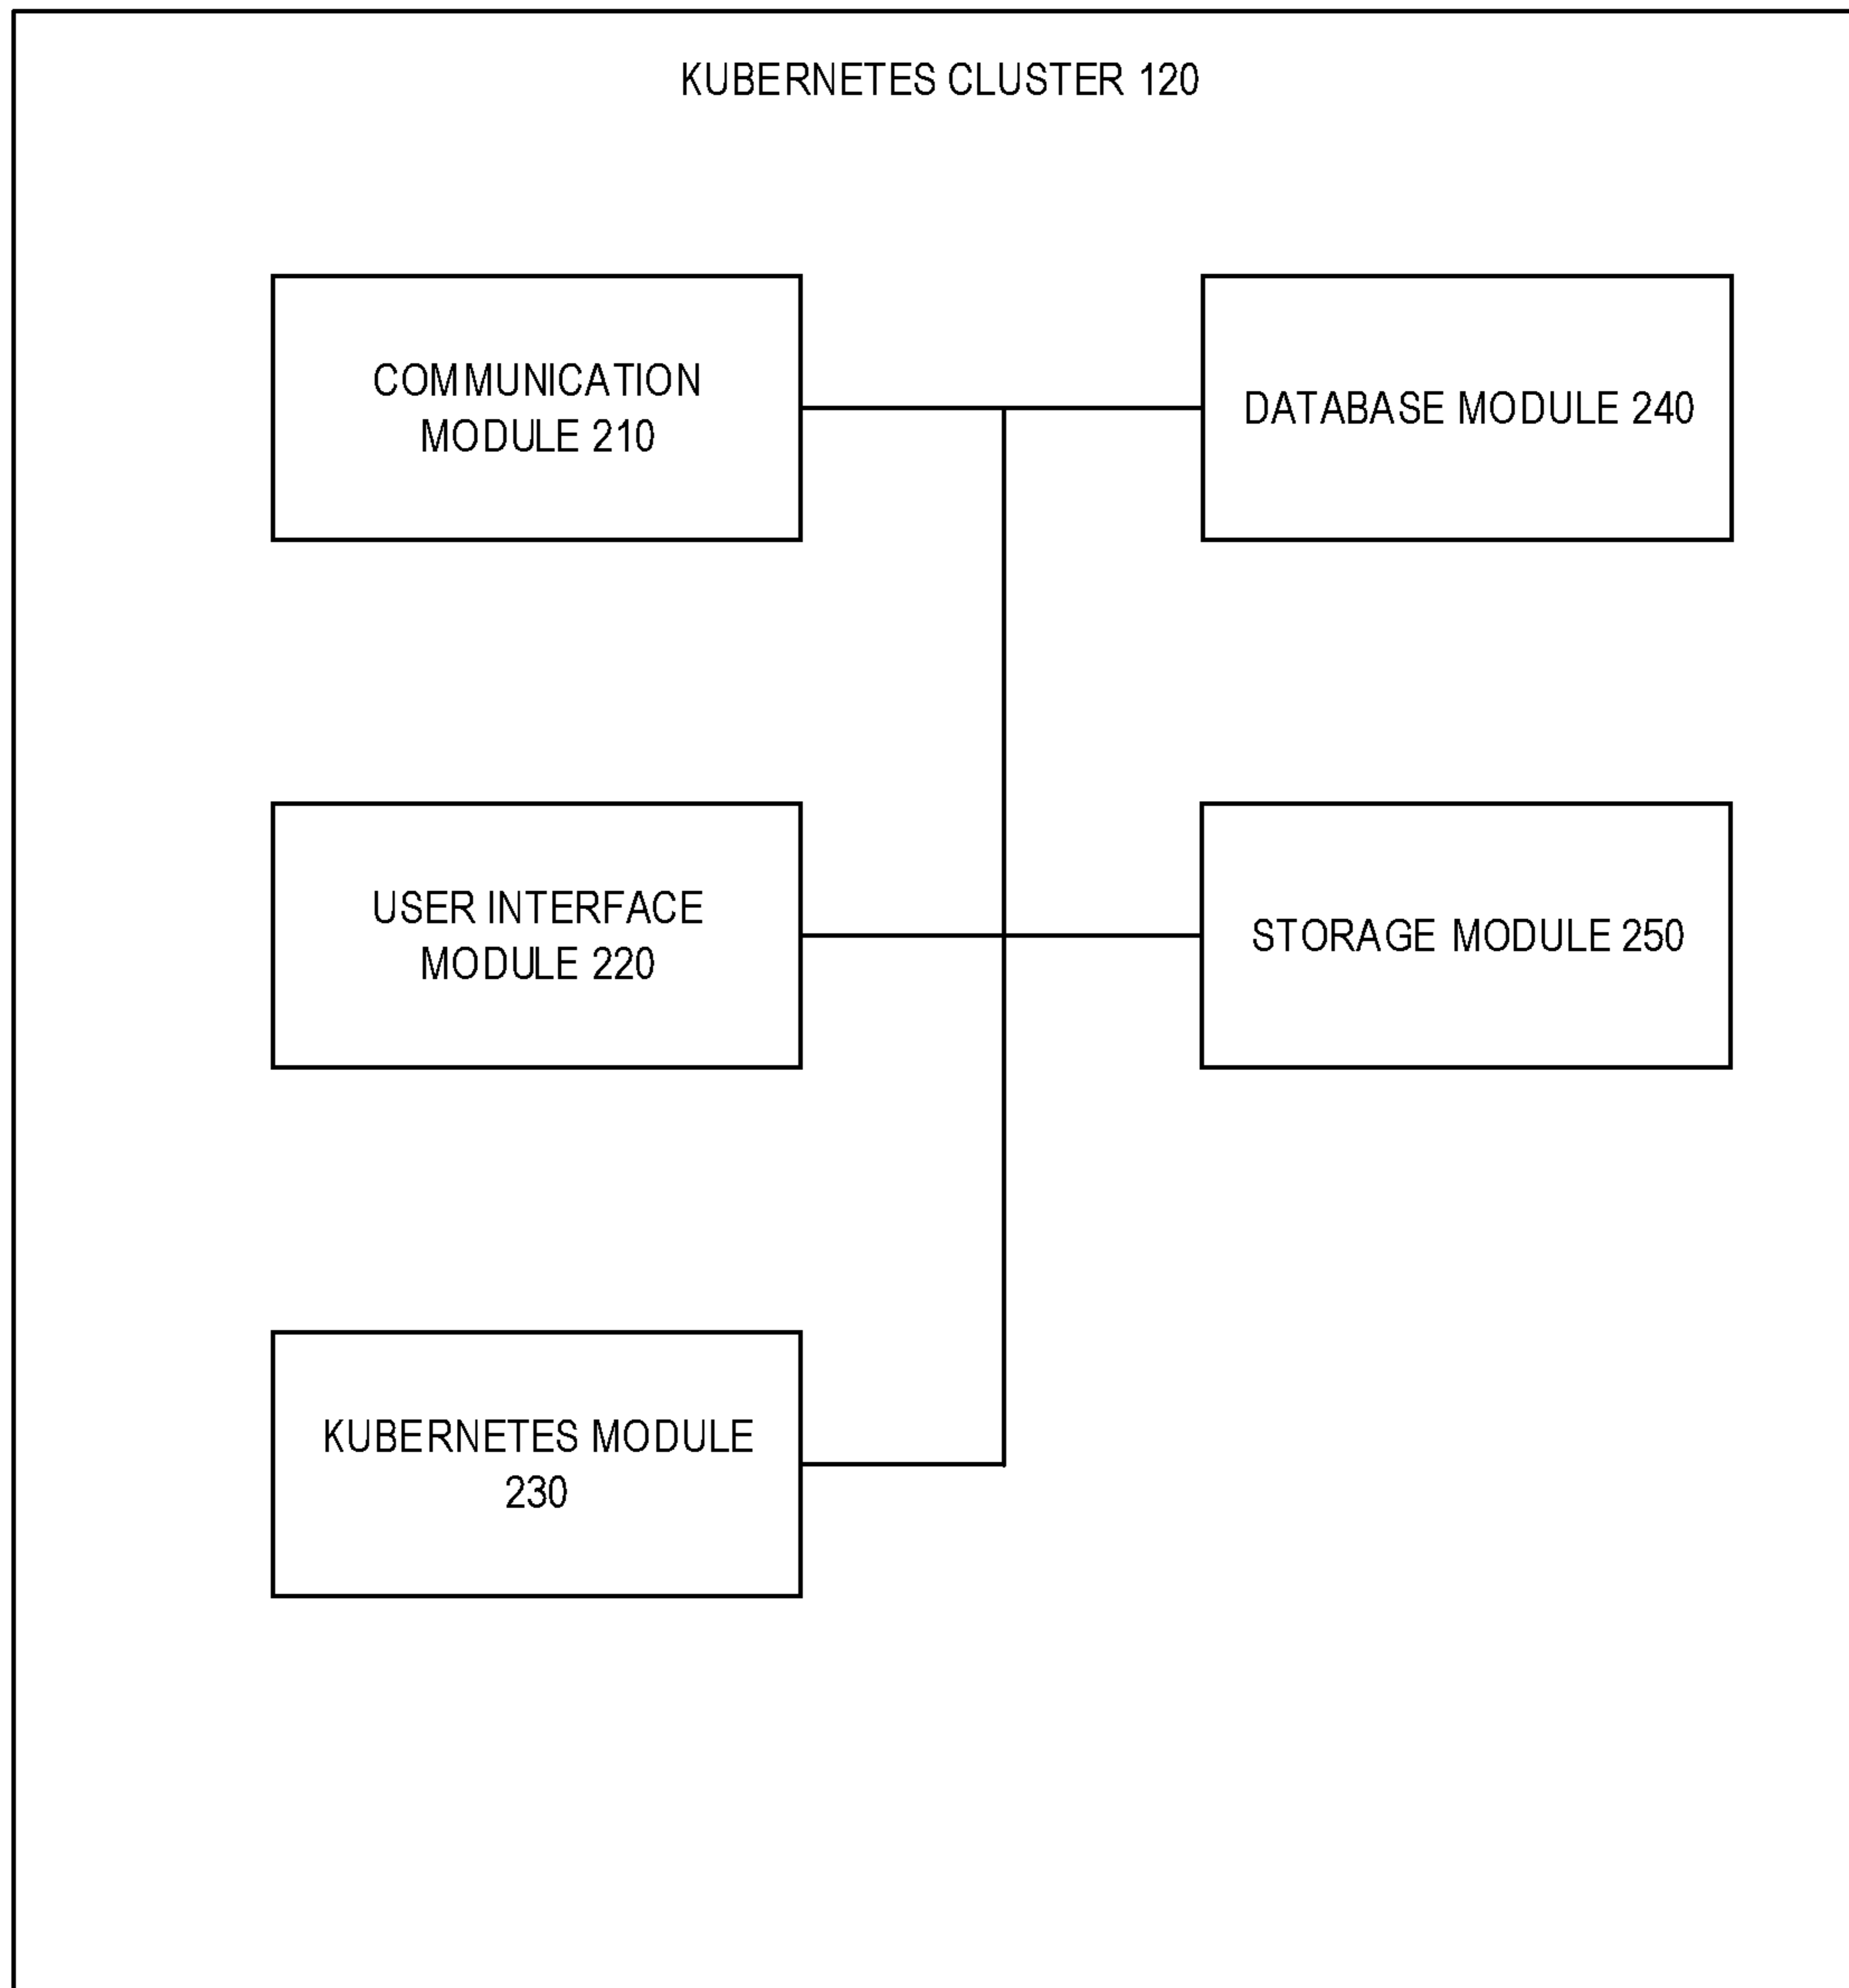 KUBERNETES CLUSTER 120
COMMUNICATION
MODULE 210
DATABASE MODULE 240
USER INTERFACE
MODULE 220
STORAGE MODULE 250
KUBERNETES MODULE
230